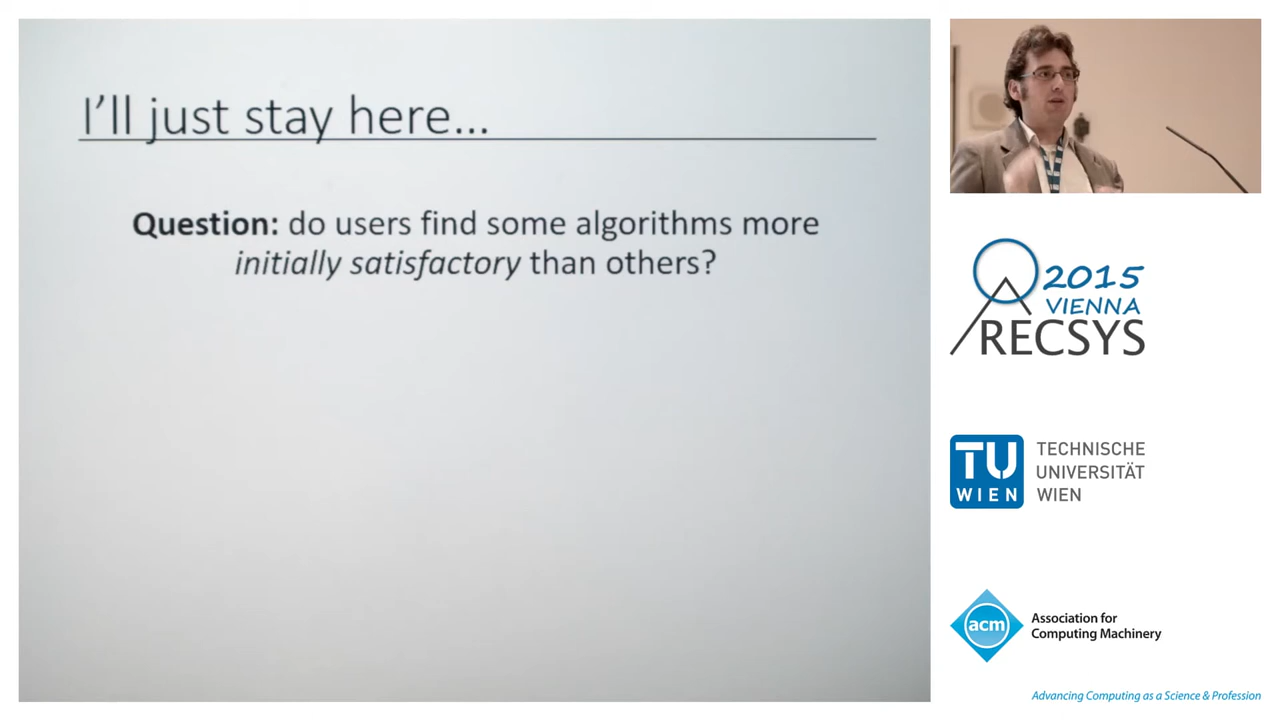 I'll just stay here...
Question: do users find some algorithms more
initially satisfactory than others?
2015
VIENNA
RECSYS
TU
WIEN
TECHNISCHE
UNIVERSITÄT
WIEN
acm
Association for
Computing Machinery
Advancing Computing as a Science & Profession